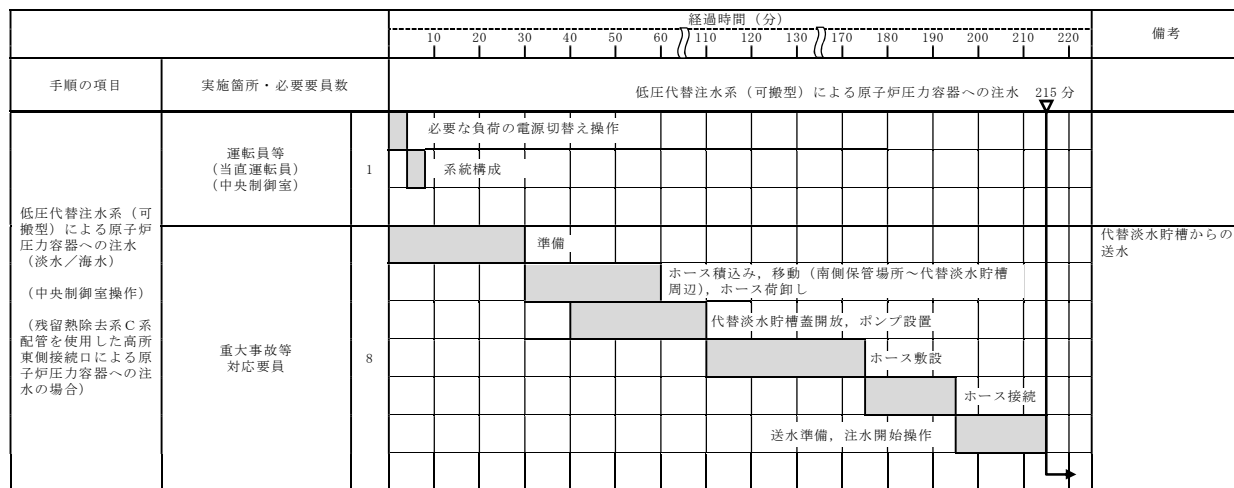 経過時間（分）
備考
10 20 30 40 50 60 110 120 130 170 180 190 200 210 220
手順の項目
実施箇所・必要要員数
低圧代替注水系（可搬型）による原子炉圧力容器への注水 215分
低圧代替注水系（可
搬型）による原子炉
圧力容器への注水
（淡水／海水）
（中央制御室操作）
（残留熱除去系Ｃ系
配管を使用した高所
東側接続口による原
子炉圧力容器への注
水の場合）
運転員等
（当直運転員）
（中央制御室）
1
必要な負荷の電源切替え操作
系統構成
重大事故等
対応要員
8
準備
ホース積込み，移動（南側保管場所～代替淡水貯槽
周辺），ホース荷卸し
代替淡水貯槽蓋開放，ポンプ設置
ホース敷設
ホース接続
送水準備，注水開始操作
代替淡水貯槽からの
送水